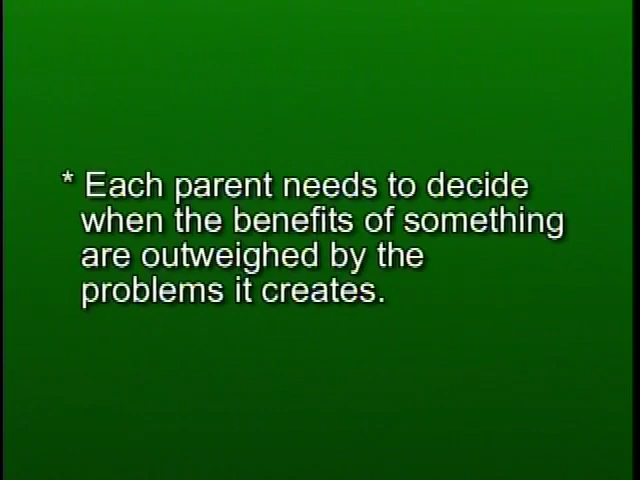 * Each parent needs to decide
when the benefits of something
are outweighed by the
problems it creates.